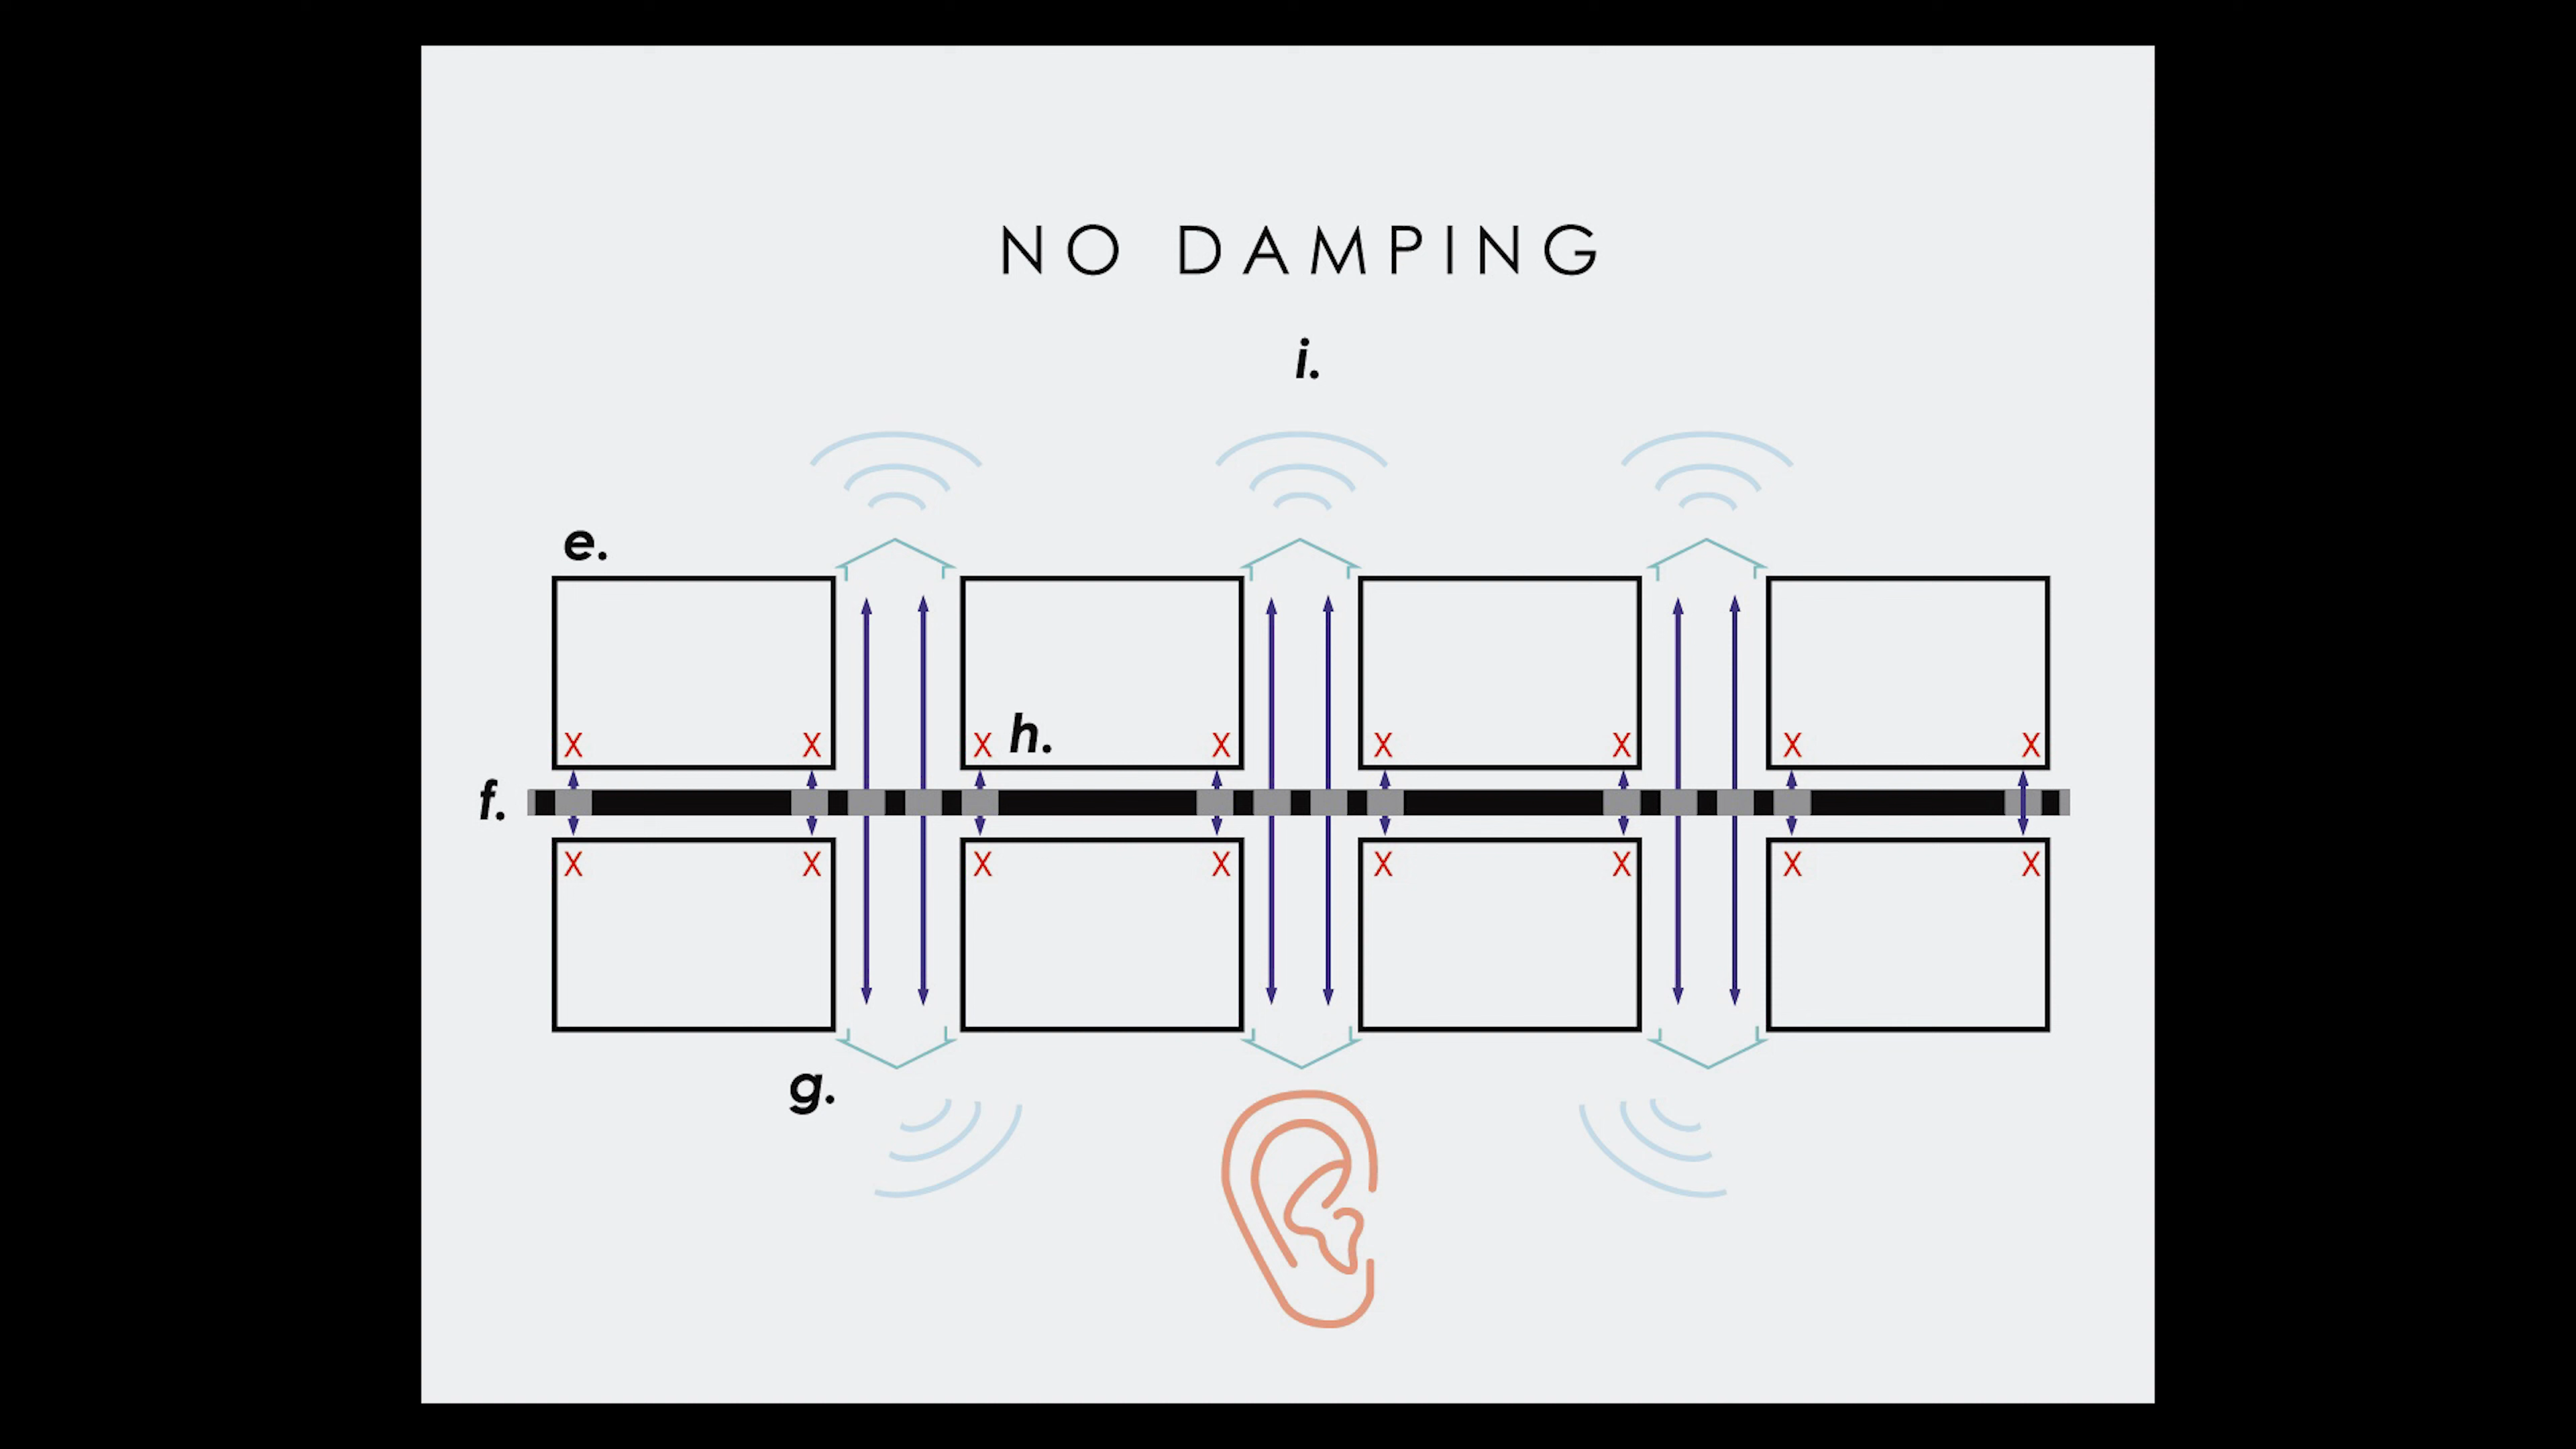 NO DAMPING
i.
e.
X X X X X X X X
h.
f.
X X X X X X X X
g.